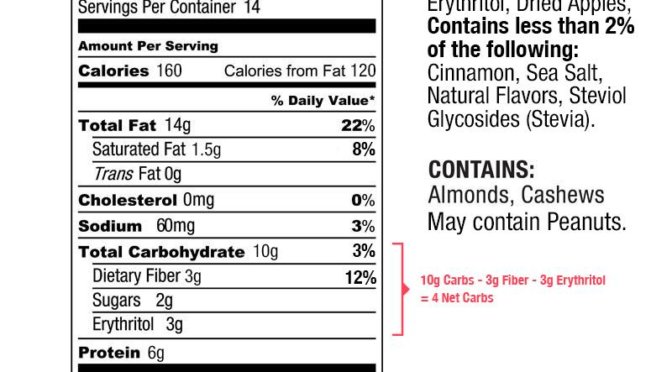 Servings Per Container 14
Amount Per Serving
Calories 160 Calories from Fat 120
% Daily Value*
Total Fat 14g 22%
Saturated Fat 1.5g 8%
Trans Fat 0g
Cholesterol 0mg 0%
Sodium 60mg 3%
Total Carbohydrate 10g 3%
Dietary Fiber 3g 12%
Sugars 2g
Erythritol 3g
Protein 6g
Erythritol, Dried Apples,
Contains less than 2%
of the following:
Cinnamon, Sea Salt,
Natural Flavors, Steviol
Glycosides (Stevia).
CONTAINS:
Almonds, Cashews
May contain Peanuts.
10g Carbs - 3g Fiber - 3g Erythritol
= 4 Net Carbs